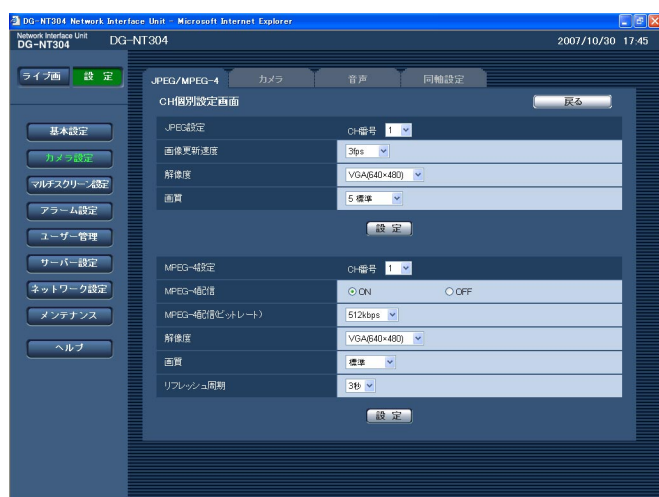 DG-NT304 Network Interface Unit - Microsoft Internet Explorer
Network Interface Unit
DG-NT304 DG-NT304 2007/10/30 17:45
ライブ画 設 定
JPEG/MPEG-4 カメラ 音声 同軸設定
CH個別設定画面 戻る
基本設定
カメラ設定
マルチスクリーン設定
アラーム設定
ユーザー管理
サーバー設定
ネットワーク設定
メンテナンス
ヘルプ
JPEG設定 CH番号 1
画像更新速度 3fps
解像度 VGA(640×480)
画質 5 標準
設 定
MPEG-4設定 CH番号 1
MPEG-4配信 ON OFF
MPEG-4配信(ビットレート) 512kbps
解像度 VGA(640×480)
画質 標準
リフレッシュ周期 3秒
設 定